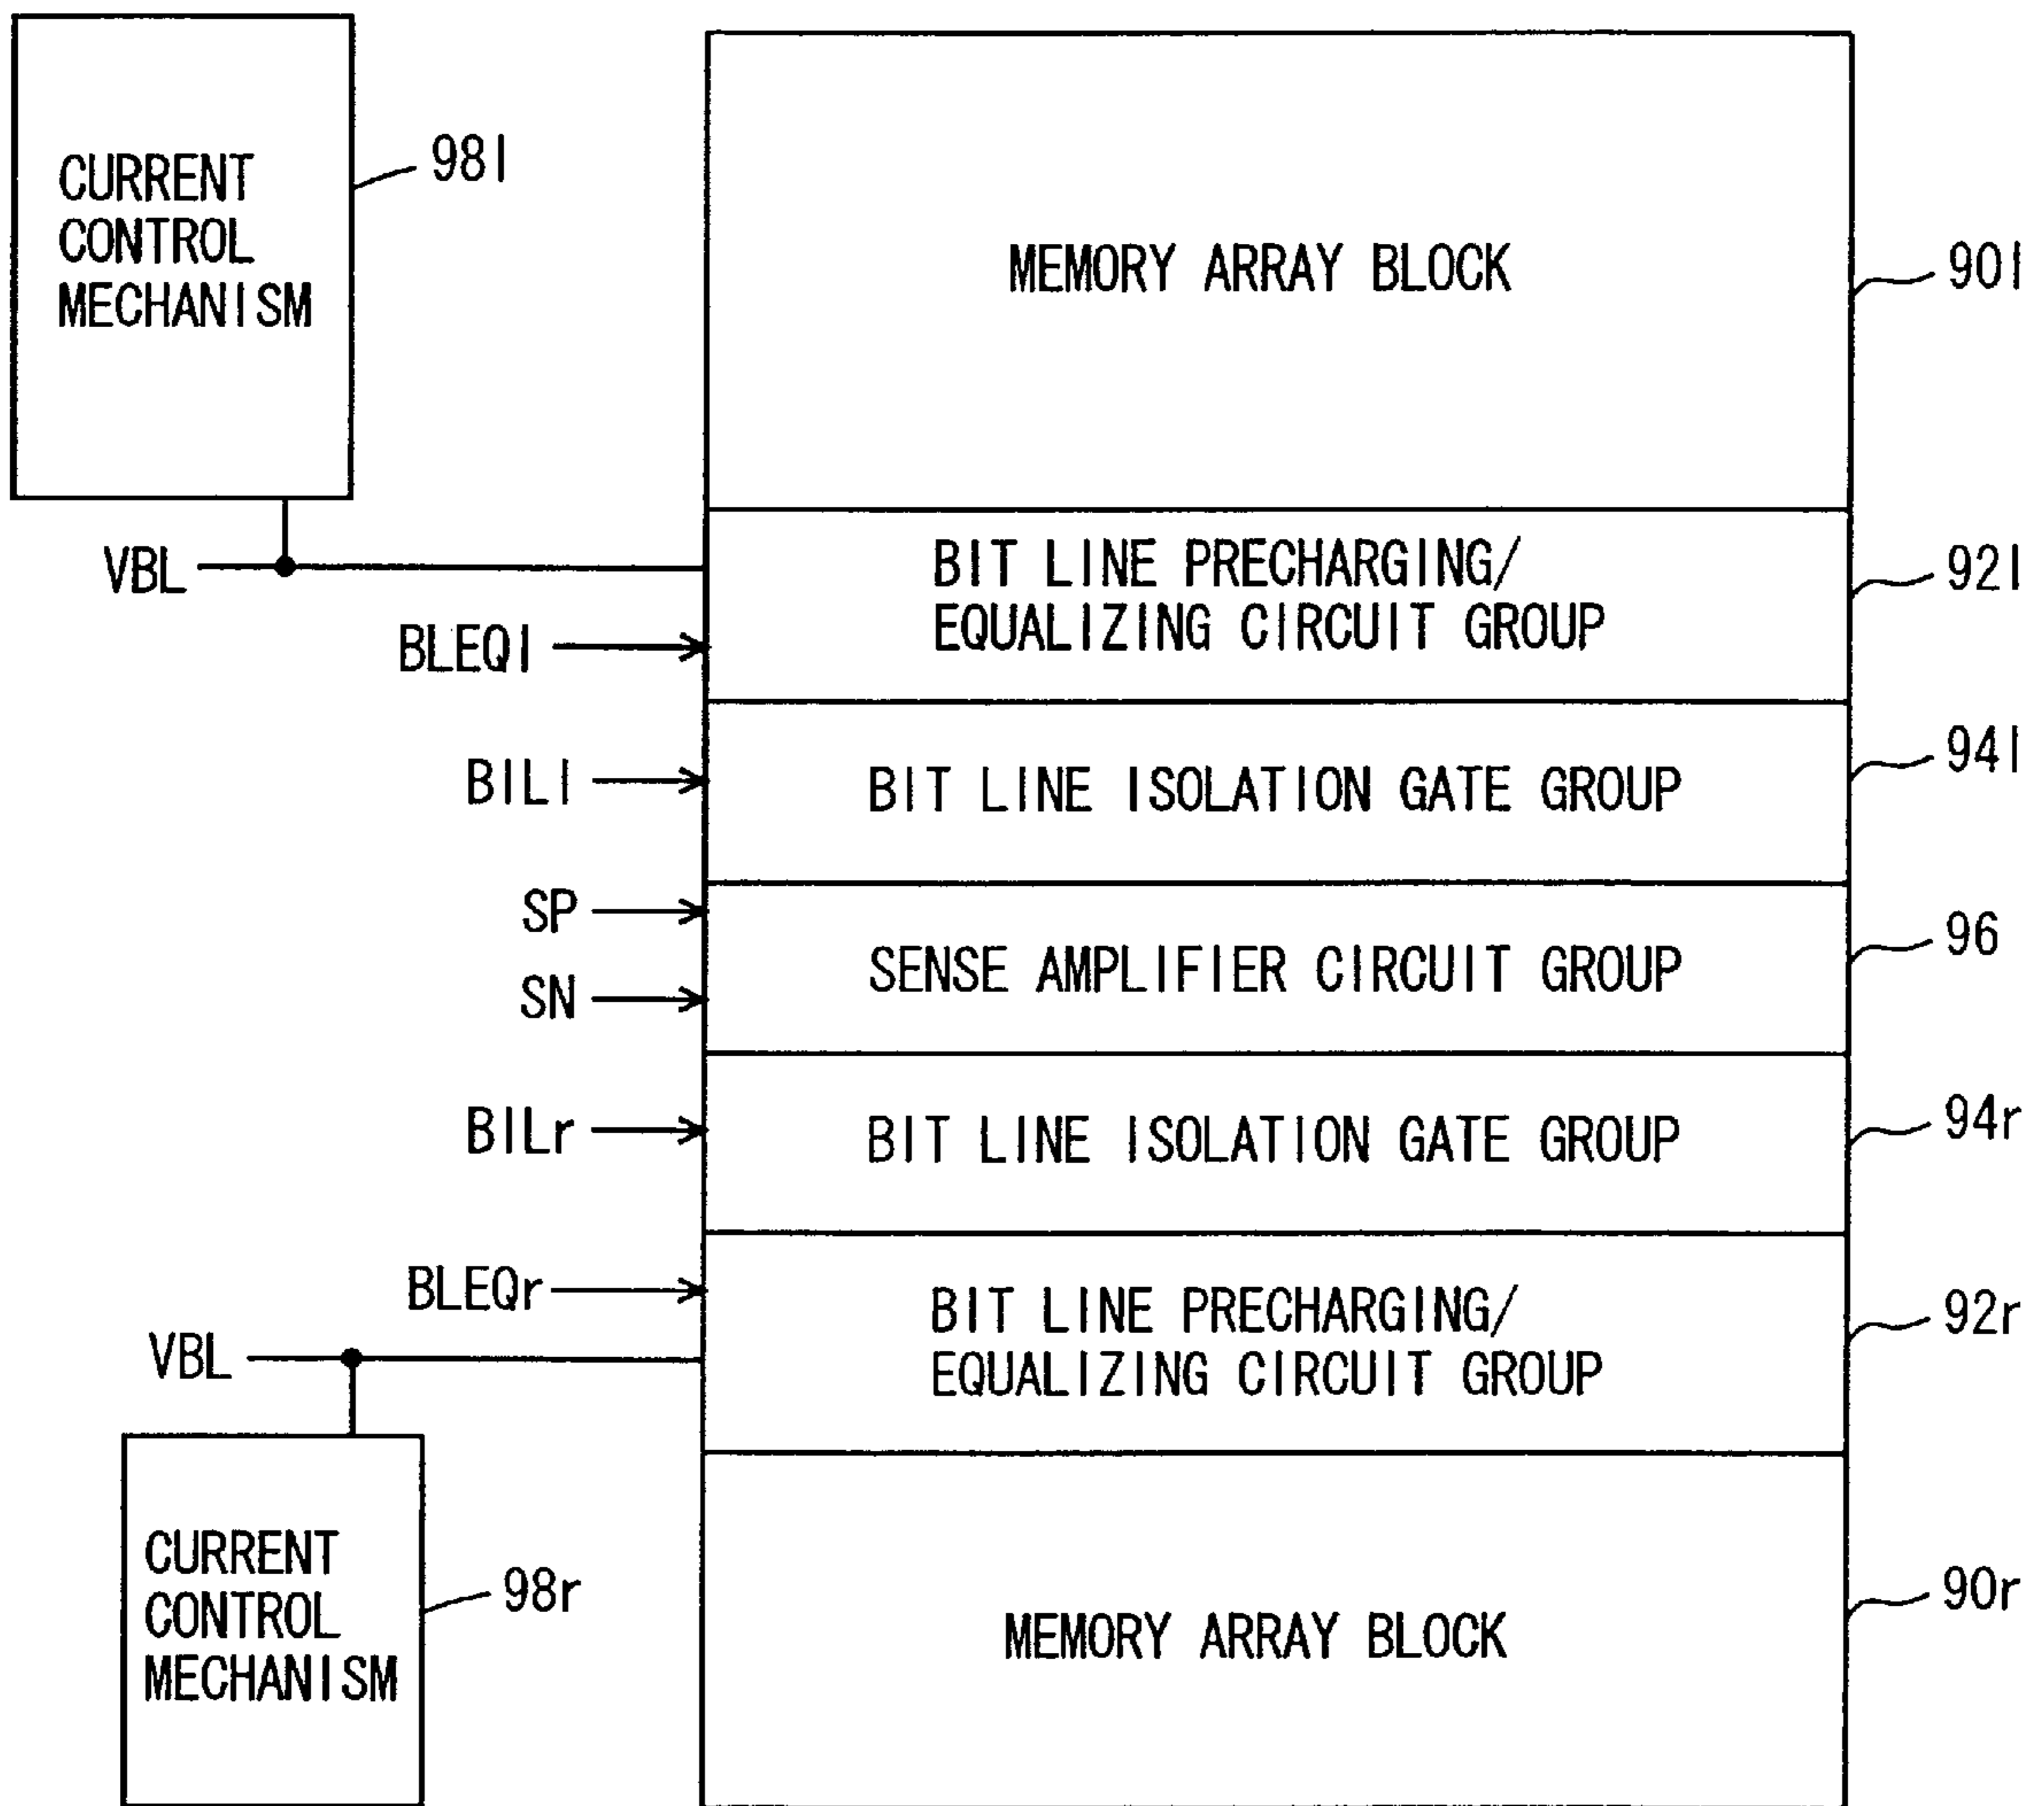 CURRENT
CONTROL
MECHANISM
98l
MEMORY ARRAY BLOCK
90l
VBL
BIT LINE PRECHARGING/
EQUALIZING CIRCUIT GROUP
92l
BLEQl
BILl
BIT LINE ISOLATION GATE GROUP
94l
SP
SENSE AMPLIFIER CIRCUIT GROUP
96
SN
BILr
BIT LINE ISOLATION GATE GROUP
94r
BLEQr
BIT LINE PRECHARGING/
EQUALIZING CIRCUIT GROUP
92r
VBL
CURRENT
CONTROL
MECHANISM
98r
MEMORY ARRAY BLOCK
90r